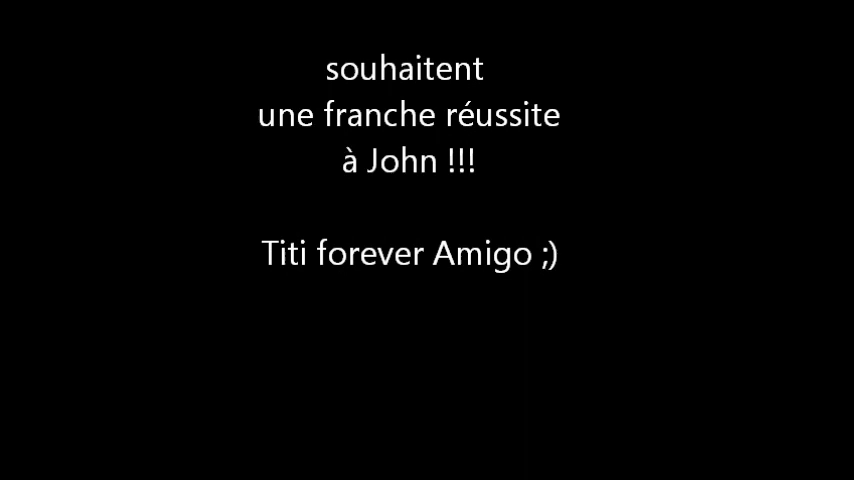 souhaitent
une franche réussite
à John !!!
Titi forever Amigo ;)